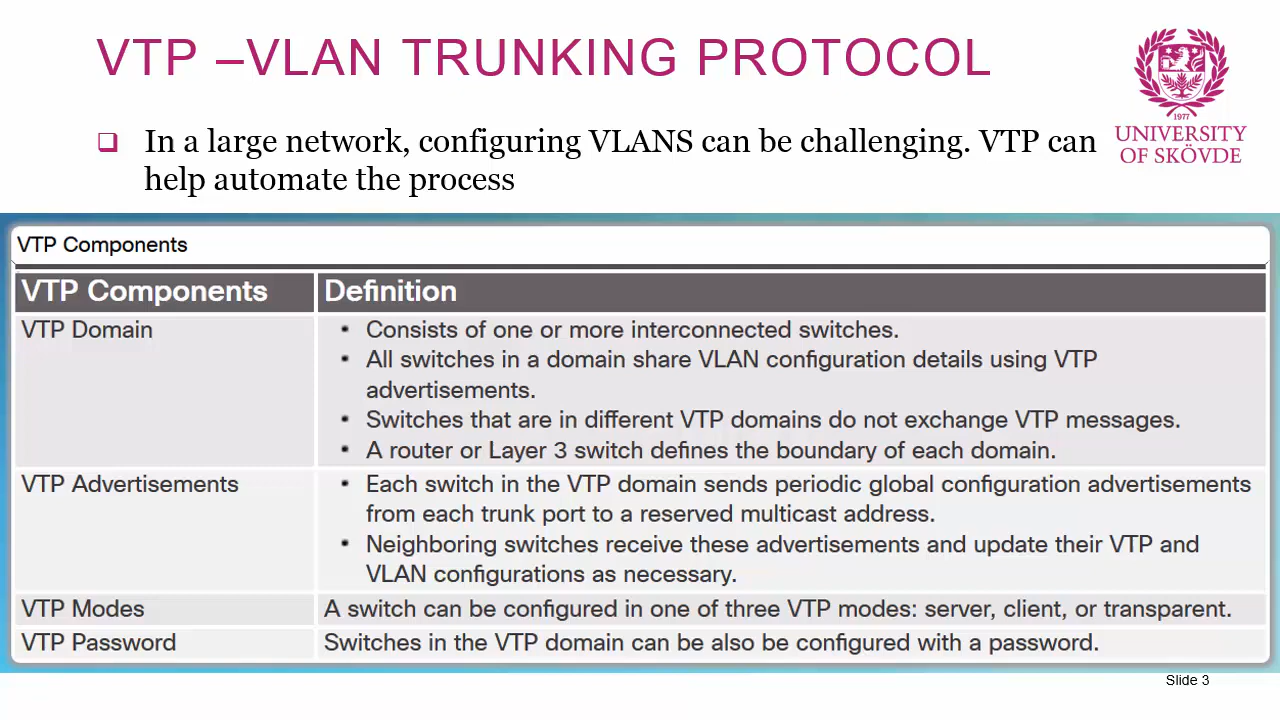 VTP –VLAN TRUNKING PROTOCOL
1977
UNIVERSITY
OF SKÖVDE
❑ In a large network, configuring VLANS can be challenging. VTP can
help automate the process
VTP Components
VTP Components Definition
VTP Domain • Consists of one or more interconnected switches.
• All switches in a domain share VLAN configuration details using VTP
advertisements.
• Switches that are in different VTP domains do not exchange VTP messages.
• A router or Layer 3 switch defines the boundary of each domain.
VTP Advertisements • Each switch in the VTP domain sends periodic global configuration advertisements
from each trunk port to a reserved multicast address.
• Neighboring switches receive these advertisements and update their VTP and
VLAN configurations as necessary.
VTP Modes A switch can be configured in one of three VTP modes: server, client, or transparent.
VTP Password Switches in the VTP domain can be also be configured with a password.
Slide 3